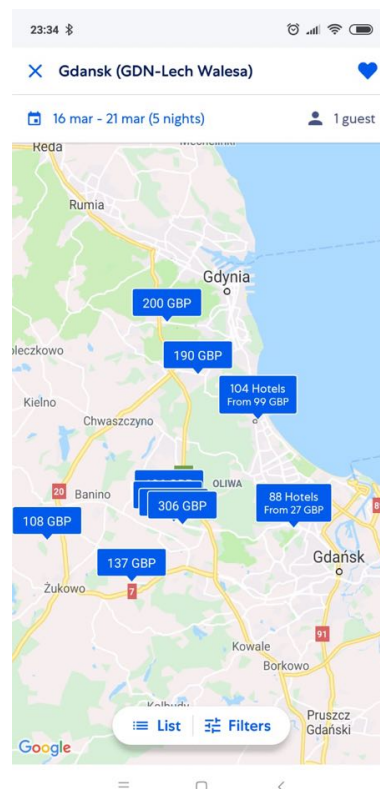 23:34
Gdansk (GDN-Lech Walesa)
16 mar - 21 mar (5 nights)
1 guest
Reda
Rumia
Gdynia
200 GBP
190 GBP
104 Hotels
From 99 GBP
Kielno
Chwaszczyno
20
Banino
OLIWA
306 GBP
88 Hotels
From 27 GBP
108 GBP
137 GBP
Gdańsk
Żukowo
7
91
Kowale
Borkowo
Pruszcz
Gdański
List
Filters
Google